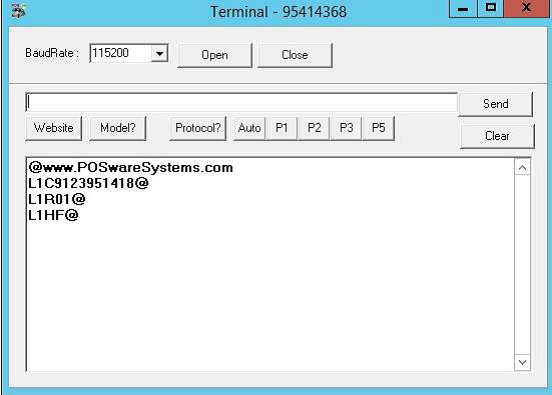 Terminal - 95414368
BaudRate : 115200 Open Close
Send
Website Model? Protocol? Auto P1 P2 P3 P5 Clear
@www.POSwareSystems.com
L1C9123951418@
L1R01@
L1HF@